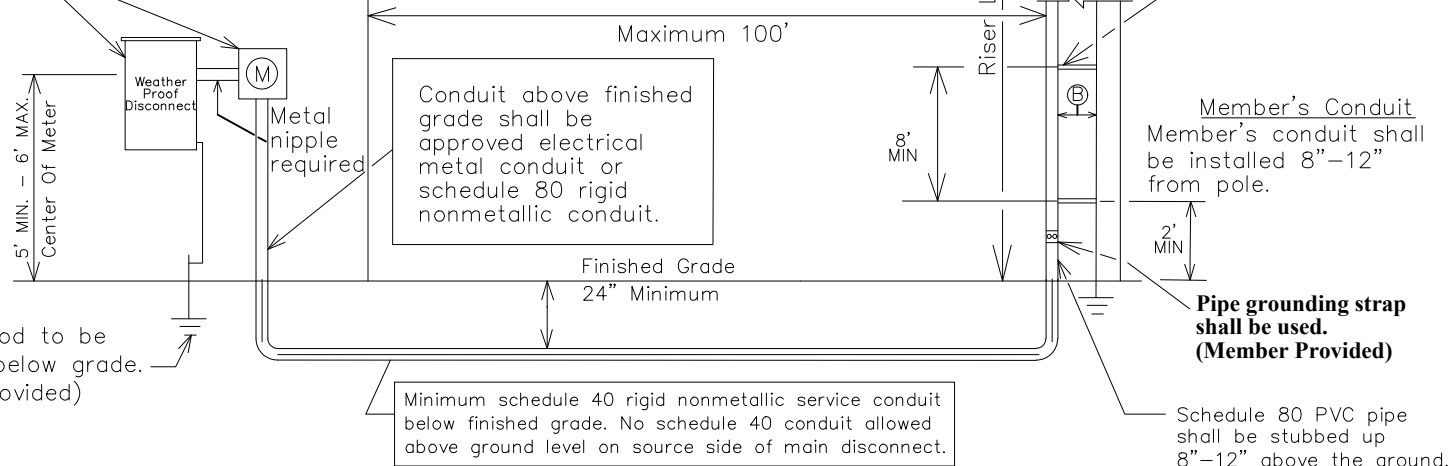 Maximum 100'
Riser
Weather
Proof
Disconnect
M
5' MIN. – 6' MAX.
Center Of Meter
Metal
nipple
required
Conduit above finished
grade shall be
approved electrical
metal conduit or
schedule 80 rigid
nonmetallic conduit.
8'
MIN
B
Member's Conduit
Member's conduit shall
be installed 8"–12"
from pole.
2'
MIN
Finished Grade
24" Minimum
Pipe grounding strap
shall be used.
(Member Provided)
to be
below grade.
Minimum schedule 40 rigid nonmetallic service conduit
below finished grade. No schedule 40 conduit allowed
above ground level on source side of main disconnect.
Schedule 80 PVC pipe
shall be stubbed up
8"–12" above the ground.